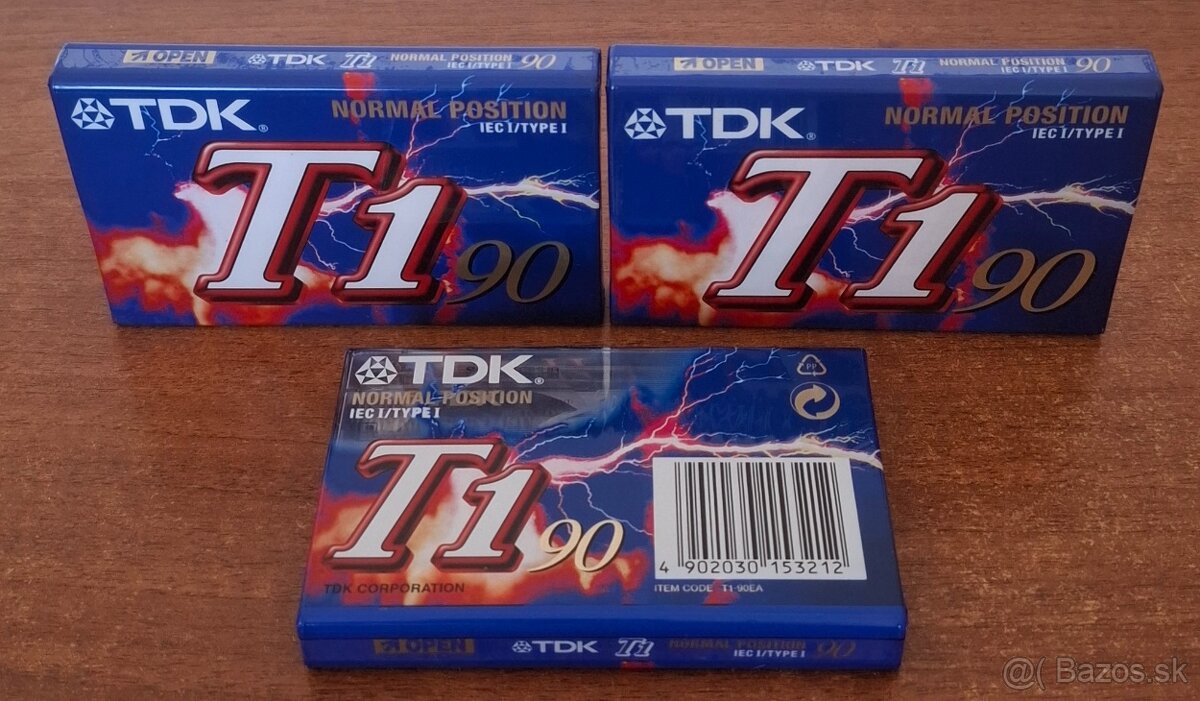 OPEN TDK T1 NORMAL POSITION 90
IEC I/TYPE I
TDK® NORMAL POSITION
IEC I/TYPE I
T1 90
OPEN TDK T1 NORMAL POSITION 90
IEC I/TYPE I
TDK® NORMAL POSITION
IEC I/TYPE I
T1 90
TDK®
NORMAL POSITION
IEC I/TYPE I
PP
T1 90
4 902030 153212
TDK CORPORATION
ITEM CODE T1-90EA
OPEN TDK T1 NORMAL POSITION 90
IEC I/TYPE I
@( Bazos.sk